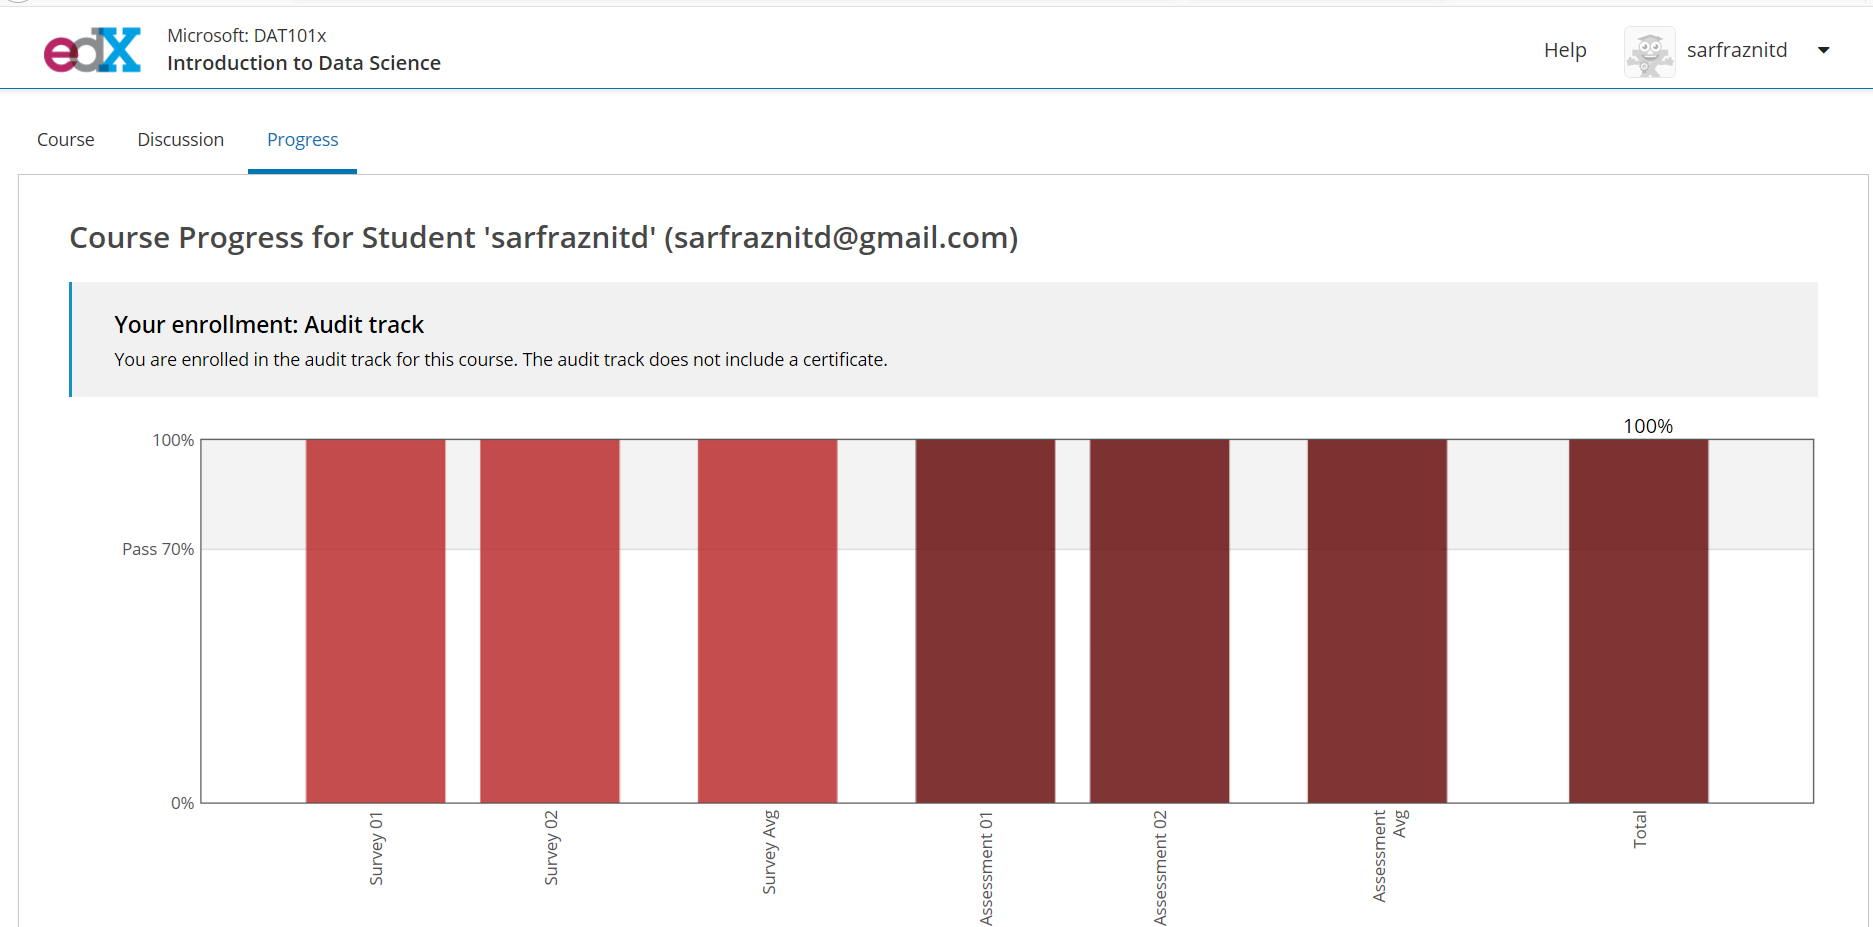 edX
Microsoft: DAT101x
Introduction to Data Science
Help
sarfraznitd
Course
Discussion
Progress
Course Progress for Student 'sarfraznitd' (sarfraznitd@gmail.com)
Your enrollment: Audit track
You are enrolled in the audit track for this course. The audit track does not include a certificate.
100%
100%
Pass 70%
0%
Survey 01
Survey 02
Survey Avg
Assessment 01
Assessment 02
Assessment
Avg
Total